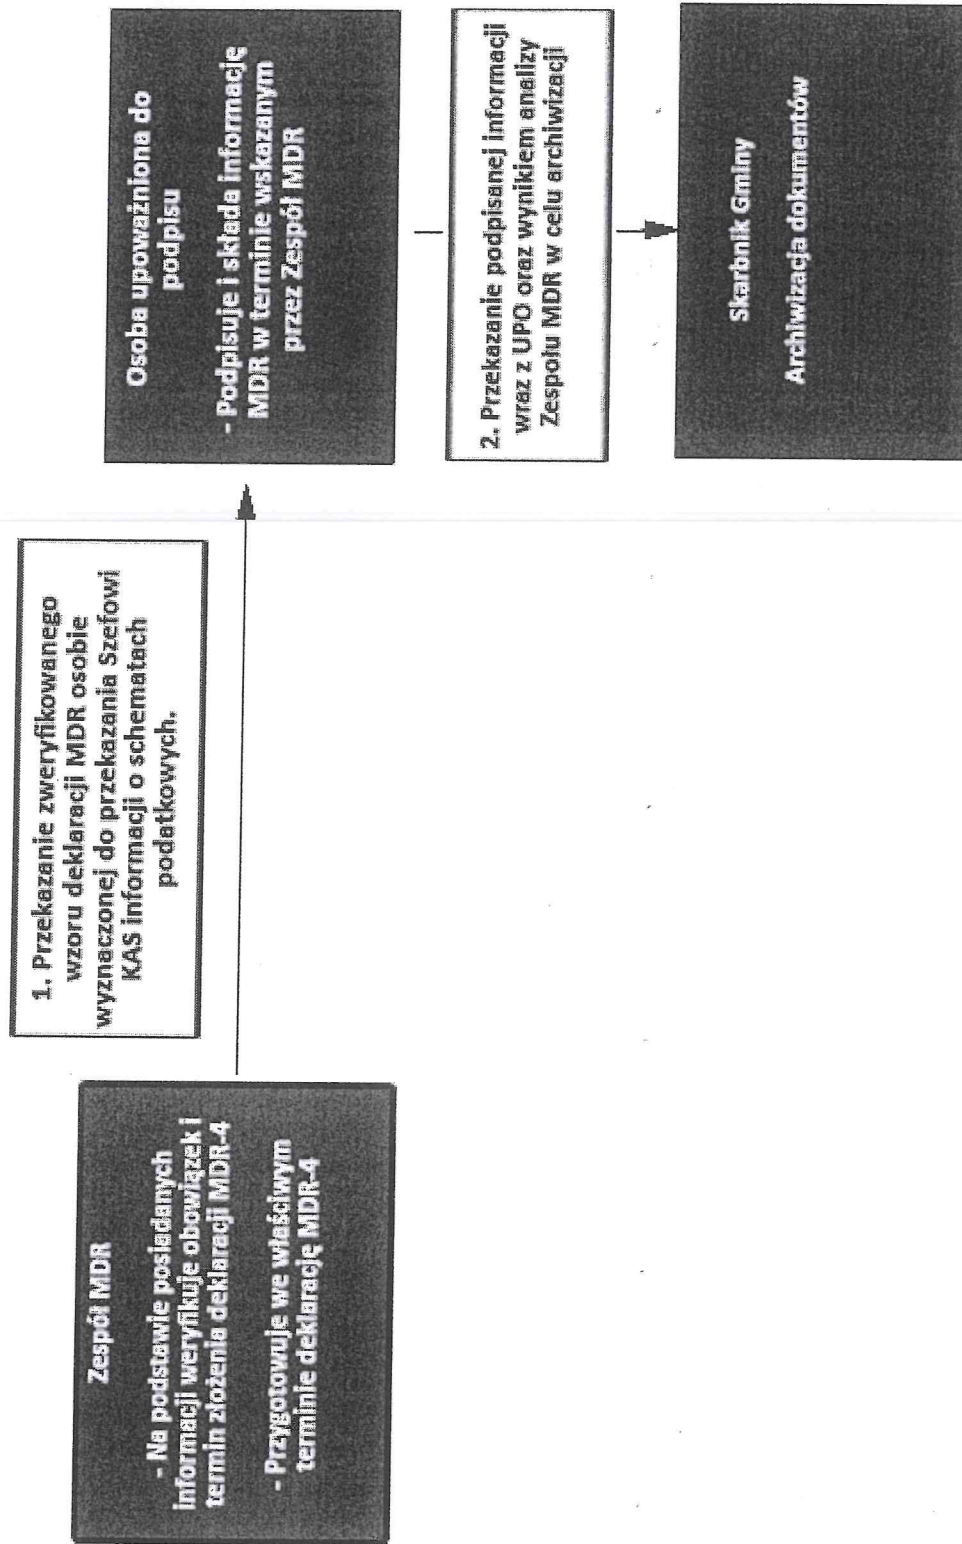 Zespół MDR
- Na podstawie posiadanych
informacji weryfikuje obowiązek i
termin złożenia deklaracji MDR-4
- Przygotowuje we właściwym
terminie deklarację MDR-4
1. Przekazanie zweryfikowanego
wzoru deklaracji MDR osobie
wyznaczonej do przekazania Szefowi
KAS informacji o schematach
podatkowych.
Osoba upoważniona do
podpisu
- Podpisuje i składa informację
MDR w terminie wskazanym
przez Zespół MDR
2. Przekazanie podpisanej informacji
wraz z UPO oraz wynikiem analizy
Zespołu MDR w celu archiwizacji
Skarbnik Gminy
Archiwizacja dokumentów